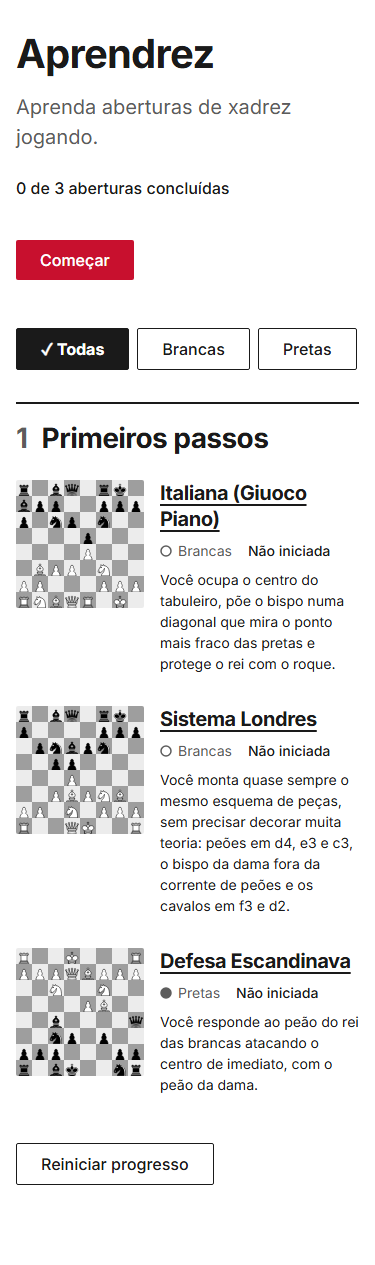 Aprendrez
Aprenda aberturas de xadrez
jogando.
0 de 3 aberturas concluídas
Começar
✓ Todas
Brancas
Pretas
1 Primeiros passos
Italiana (Giuoco
Piano)
Brancas Não iniciada
Você ocupa o centro do
tabuleiro, põe o bispo numa
diagonal que mira o ponto
mais fraco das pretas e
protege o rei com o roque.
Sistema Londres
Brancas Não iniciada
Você monta quase sempre o
mesmo esquema de peças,
sem precisar decorar muita
teoria: peões em d4, e3 e c3,
o bispo da dama fora da
corrente de peões e os
cavalos em f3 e d2.
Defesa Escandinava
Pretas Não iniciada
Você responde ao peão do rei
das brancas atacando o
centro de imediato, com o
peão da dama.
Reiniciar progresso